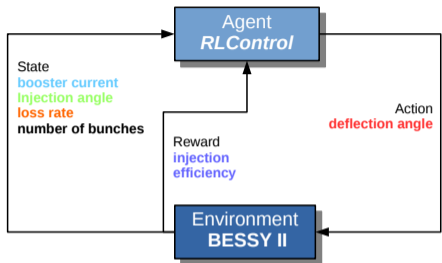 Agent
RLControl
State
booster current
Injection angle
loss rate
number of bunches
Action
deflection angle
Reward
injection
efficiency
Environment
BESSY II